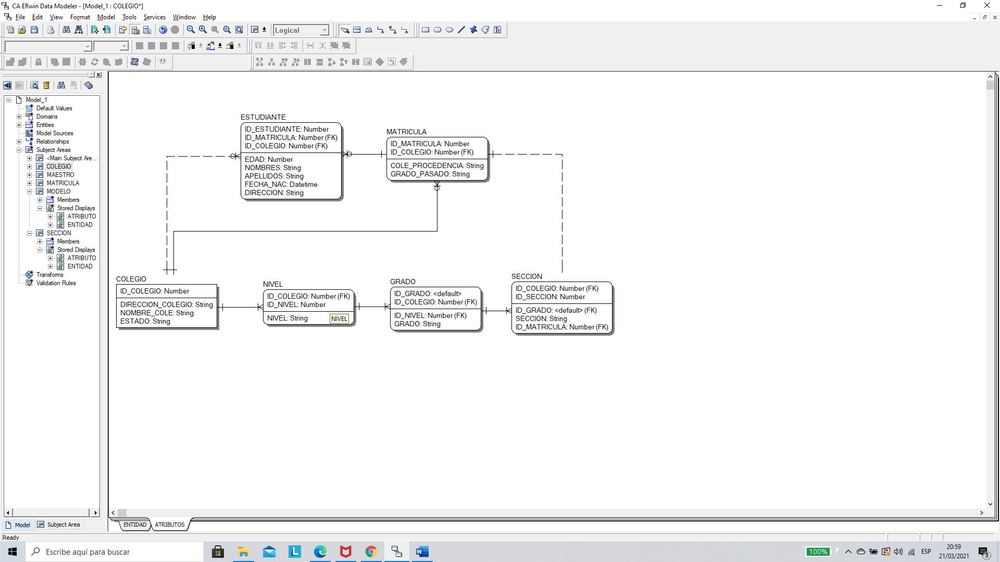 CA ERwin Data Modeler - [Model_1 : COLEGIO*]
File Edit View Format Model Tools Services Window Help
Logical
Model_1
Default Values
Domains
Entities
Model Sources
Relationships
Subject Areas
<Main Subject Are...
COLEGIO
MAESTRO
MATRICULA
MODELO
Members
Stored Displays
ATRIBUTO
ENTIDAD
SECCION
Members
Stored Displays
ATRIBUTO
ENTIDAD
Transforms
Validation Rules
Model Subject Area
ESTUDIANTE
ID_ESTUDIANTE: Number
ID_MATRICULA: Number (FK)
ID_COLEGIO: Number (FK)
EDAD: Number
NOMBRES: String
APELLIDOS: String
FECHA_NAC: Datetime
DIRECCION: String
MATRICULA
ID_MATRICULA: Number
ID_COLEGIO: Number (FK)
COLE_PROCEDENCIA: String
GRADO_PASADO: String
COLEGIO
ID_COLEGIO: Number
DIRECCION_COLEGIO: String
NOMBRE_COLE: String
ESTADO: String
NIVEL
ID_COLEGIO: Number (FK)
ID_NIVEL: Number
NIVEL: String
NIVEL
GRADO
ID_GRADO: <default>
ID_COLEGIO: Number (FK)
ID_NIVEL: Number (FK)
GRADO: String
SECCION
ID_COLEGIO: Number (FK)
ID_SECCION: Number
ID_GRADO: <default> (FK)
SECCION: String
ID_MATRICULA: Number (FK)
ENTIDAD ATRIBUTOS
Ready
Escribe aquí para buscar
100%
ESP
20:59
21/03/2021
3